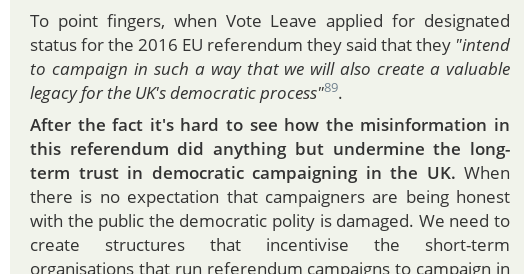 To point fingers, when Vote Leave applied for designated
status for the 2016 EU referendum they said that they "intend
to campaign in such a way that we will also create a valuable
legacy for the UK's democratic process"89.
After the fact it's hard to see how the misinformation in
this referendum did anything but undermine the long-
term trust in democratic campaigning in the UK. When
there is no expectation that campaigners are being honest
with the public the democratic polity is damaged. We need to
create structures that incentivise the short-term
organisations that run referendum campaigns to campaign in